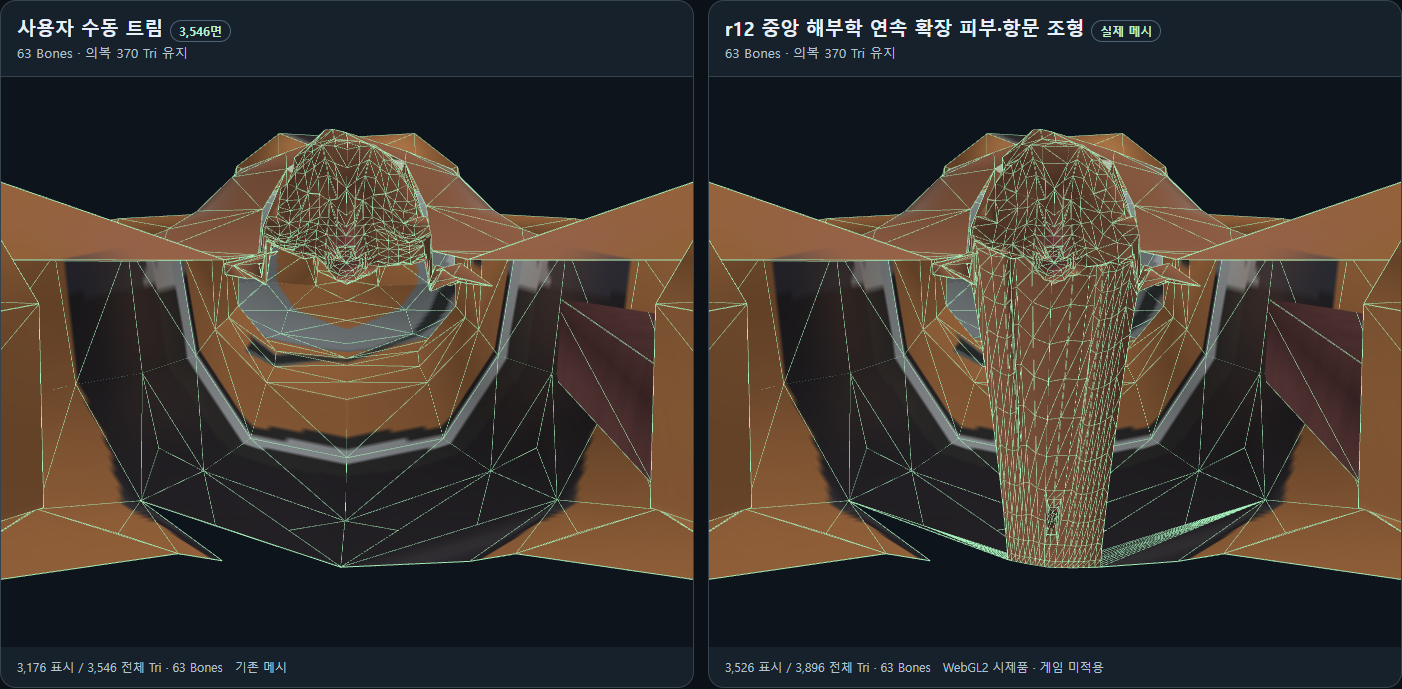 사용자 수동 트림 3,546면
63 Bones · 의복 370 Tri 유지
3,176 표시 / 3,546 전체 Tri · 63 Bones 기존 메시
r12 중앙 해부학 연속 확장 피부·항문 조형 실제 메시
63 Bones · 의복 370 Tri 유지
3,526 표시 / 3,896 전체 Tri · 63 Bones WebGL2 시제품 · 게임 미적용